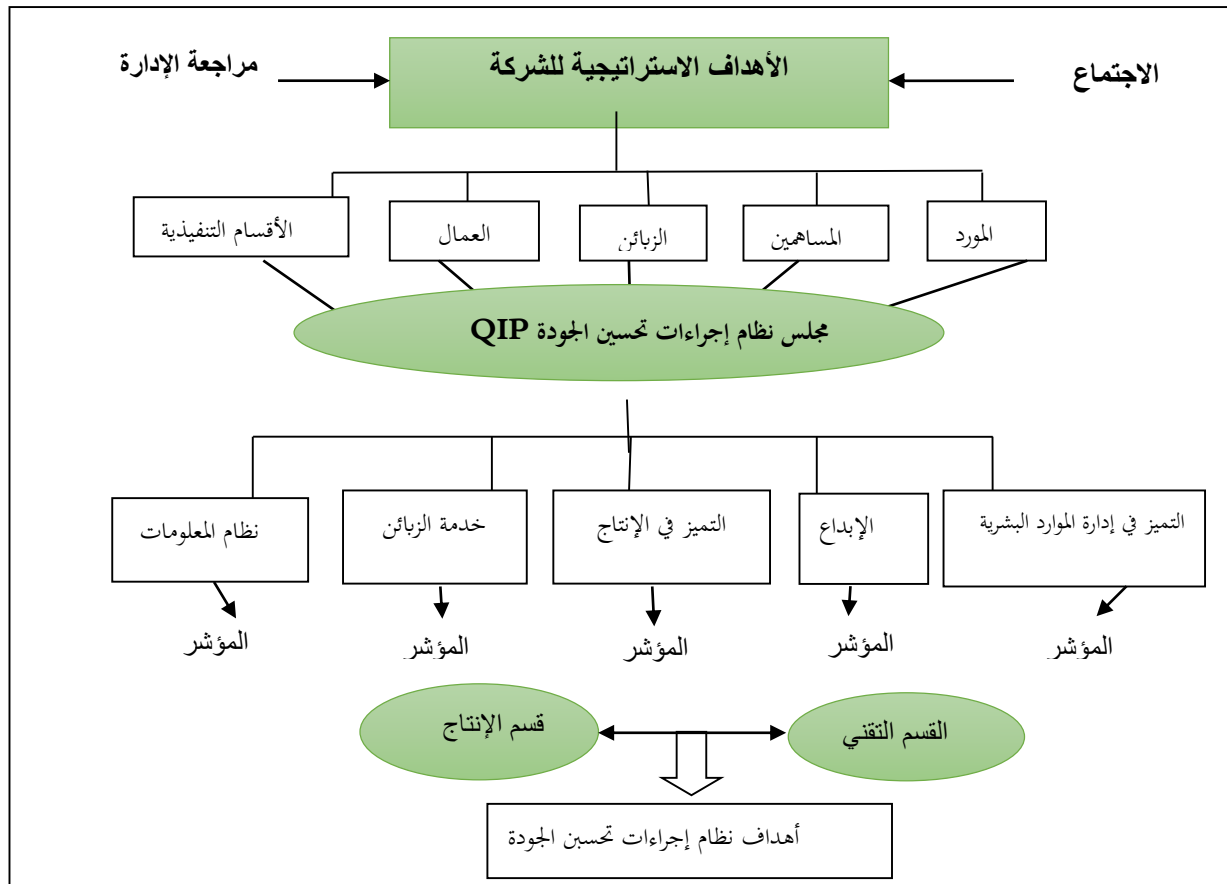 الأهداف الاستراتيجية للشركة
الاجتماع
مراجعة الإدارة
المورد
المساهمين
الزبائن
العمال
الأقسام التنفيذية
مجلس نظام إجراءات تحسين الجودة QIP
التميز في إدارة الموارد البشرية
الإبداع
التميز في الإنتاج
خدمة الزبائن
نظام المعلومات
المؤشر
المؤشر
المؤشر
المؤشر
المؤشر
القسم التقني
قسم الإنتاج
أهداف نظام إجراءات تحسبن الجودة